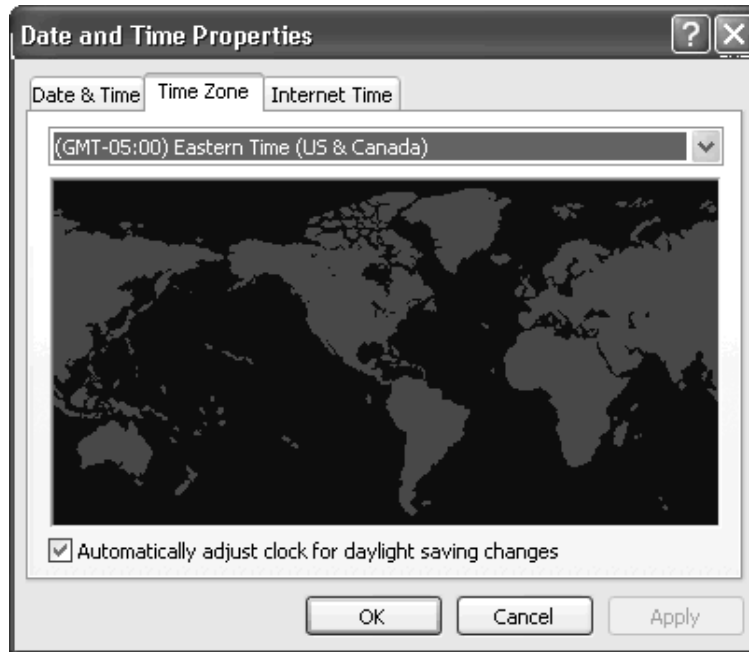 Date and Time Properties
Date & Time Time Zone Internet Time
(GMT-05:00) Eastern Time (US & Canada)
Automatically adjust clock for daylight saving changes
OK Cancel Apply